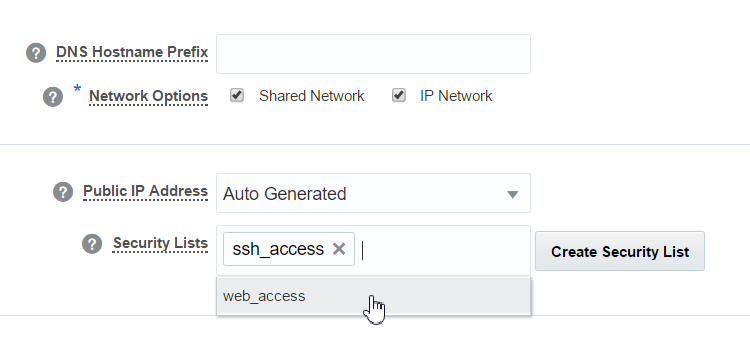 ? DNS Hostname Prefix
? * Network Options Shared Network IP Network
? Public IP Address Auto Generated
? Security Lists ssh_access × Create Security List
web_access